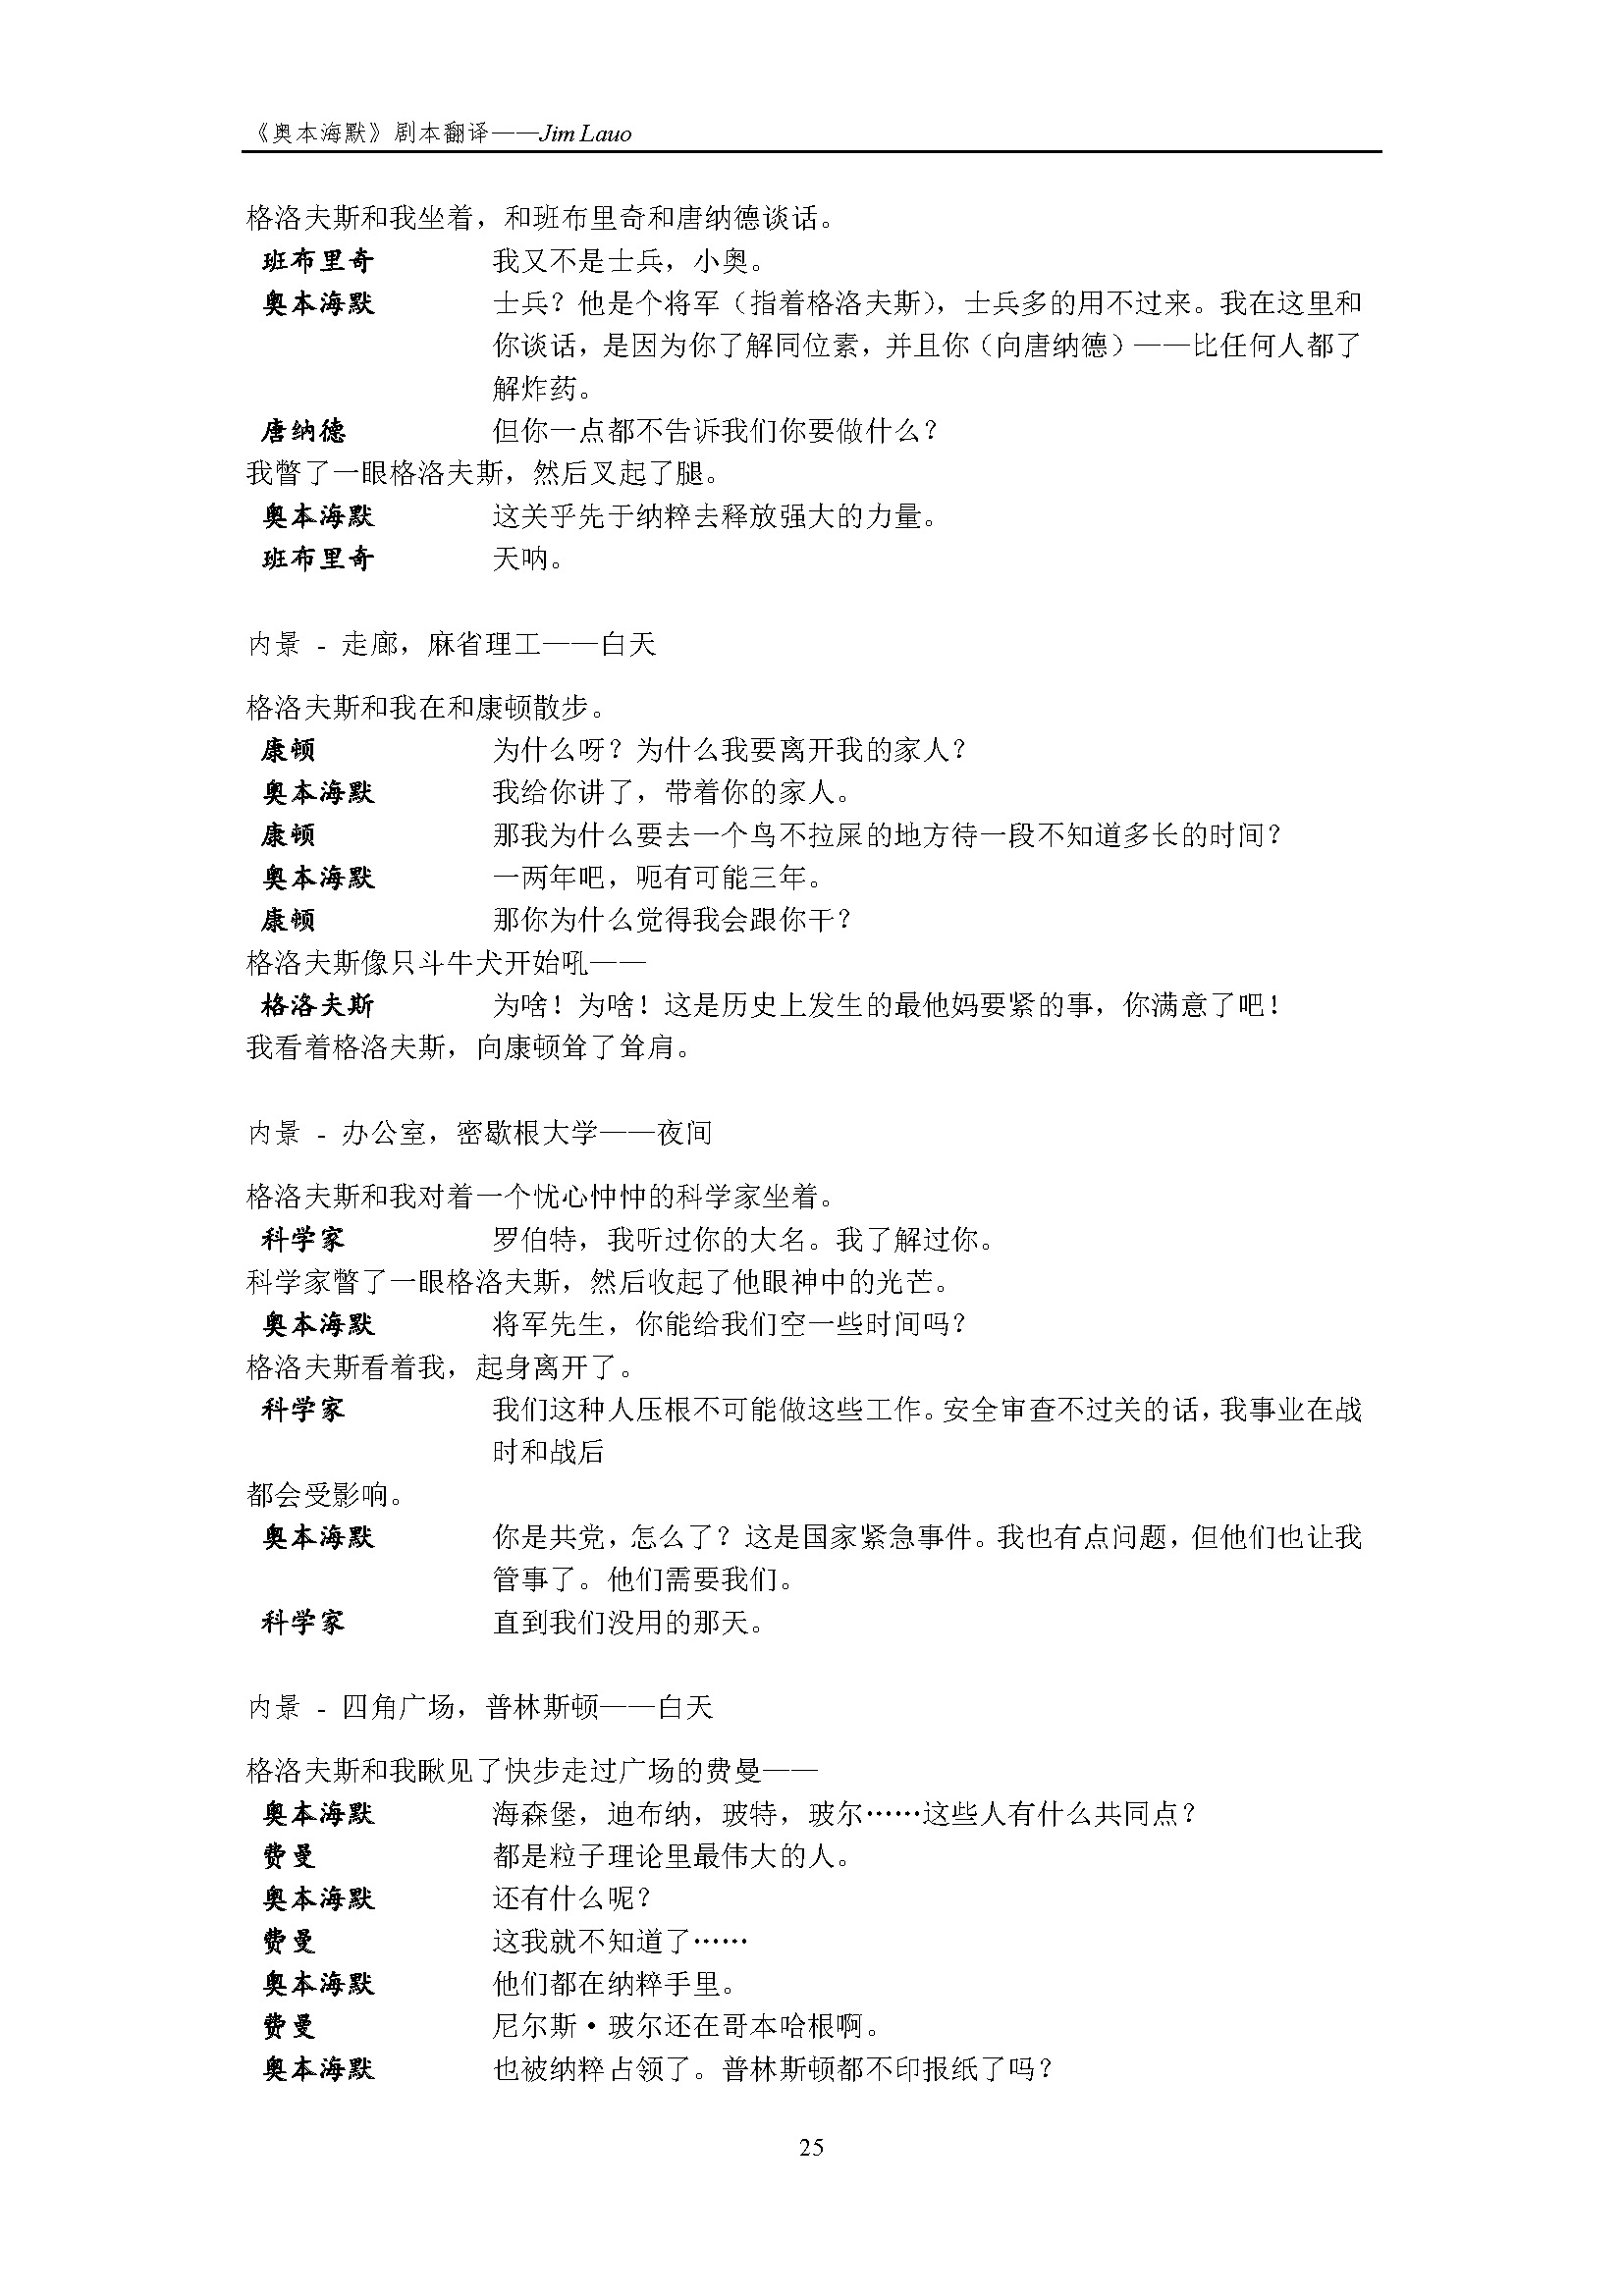 《奥本海默》剧本翻译——Jim Lauo
格洛夫斯和我坐着，和班布里奇和唐纳德谈话。
班布里奇 我又不是士兵，小奥。
奥本海默 士兵？他是个将军（指着格洛夫斯），士兵多的用不过来。我在这里和
你谈话，是因为你了解同位素，并且你（向唐纳德）——比任何人都了
解炸药。
唐纳德 但你一点都不告诉我们你要做什么？
我瞥了一眼格洛夫斯，然后叉起了腿。
奥本海默 这关乎先于纳粹去释放强大的力量。
班布里奇 天呐。
内景 - 走廊，麻省理工——白天
格洛夫斯和我在和康顿散步。
康顿 为什么呀？为什么我要离开我的家人？
奥本海默 我给你讲了，带着你的家人。
康顿 那我为什么要去一个鸟不拉屎的地方待一段不知道多长的时间？
奥本海默 一两年吧，呃有可能三年。
康顿 那你为什么觉得我会跟你干？
格洛夫斯像只斗牛犬开始吼——
格洛夫斯 为啥！为啥！这是历史上发生的最他妈要紧的事，你满意了吧！
我看着格洛夫斯，向康顿耸了耸肩。
内景 - 办公室，密歇根大学——夜间
格洛夫斯和我对着一个忧心忡忡的科学家坐着。
科学家 罗伯特，我听过你的大名。我了解过你。
科学家瞥了一眼格洛夫斯，然后收起了他眼神中的光芒。
奥本海默 将军先生，你能给我们空一些时间吗？
格洛夫斯看着我，起身离开了。
科学家 我们这种人压根不可能做这些工作。安全审查不过关的话，我事业在战
时和战后
都会受影响。
奥本海默 你是共党，怎么了？这是国家紧急事件。我也有点问题，但他们也让我
管事了。他们需要我们。
科学家 直到我们没用的那天。
内景 - 四角广场，普林斯顿——白天
格洛夫斯和我瞅见了快步走过广场的费曼——
奥本海默 海森堡，迪布纳，玻特，玻尔……这些人有什么共同点？
费曼 都是粒子理论里最伟大的人。
奥本海默 还有什么呢？
费曼 这我就不知道了……
奥本海默 他们都在纳粹手里。
费曼 尼尔斯·玻尔还在哥本哈根啊。
奥本海默 也被纳粹占领了。普林斯顿都不印报纸了吗？
25